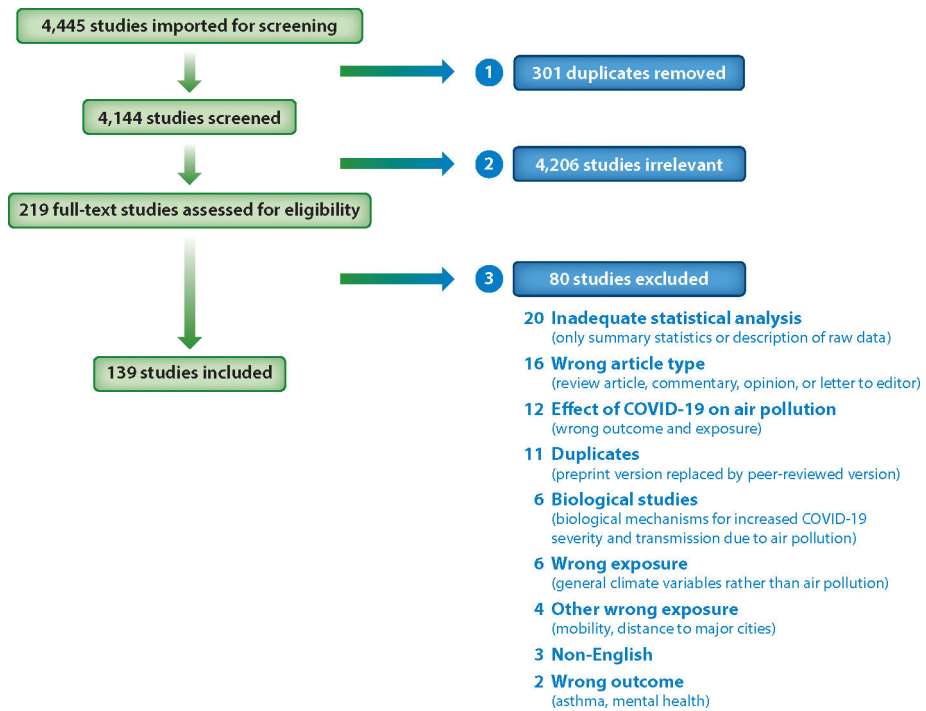 4,445 studies imported for screening
1
301 duplicates removed
4,144 studies screened
2
4,206 studies irrelevant
219 full-text studies assessed for eligibility
3
80 studies excluded
20 Inadequate statistical analysis
(only summary statistics or description of raw data)
16 Wrong article type
(review article, commentary, opinion, or letter to editor)
12 Effect of COVID-19 on air pollution
(wrong outcome and exposure)
11 Duplicates
(preprint version replaced by peer-reviewed version)
6 Biological studies
(biological mechanisms for increased COVID-19
severity and transmission due to air pollution)
6 Wrong exposure
(general climate variables rather than air pollution)
4 Other wrong exposure
(mobility, distance to major cities)
3 Non-English
2 Wrong outcome
(asthma, mental health)
139 studies included